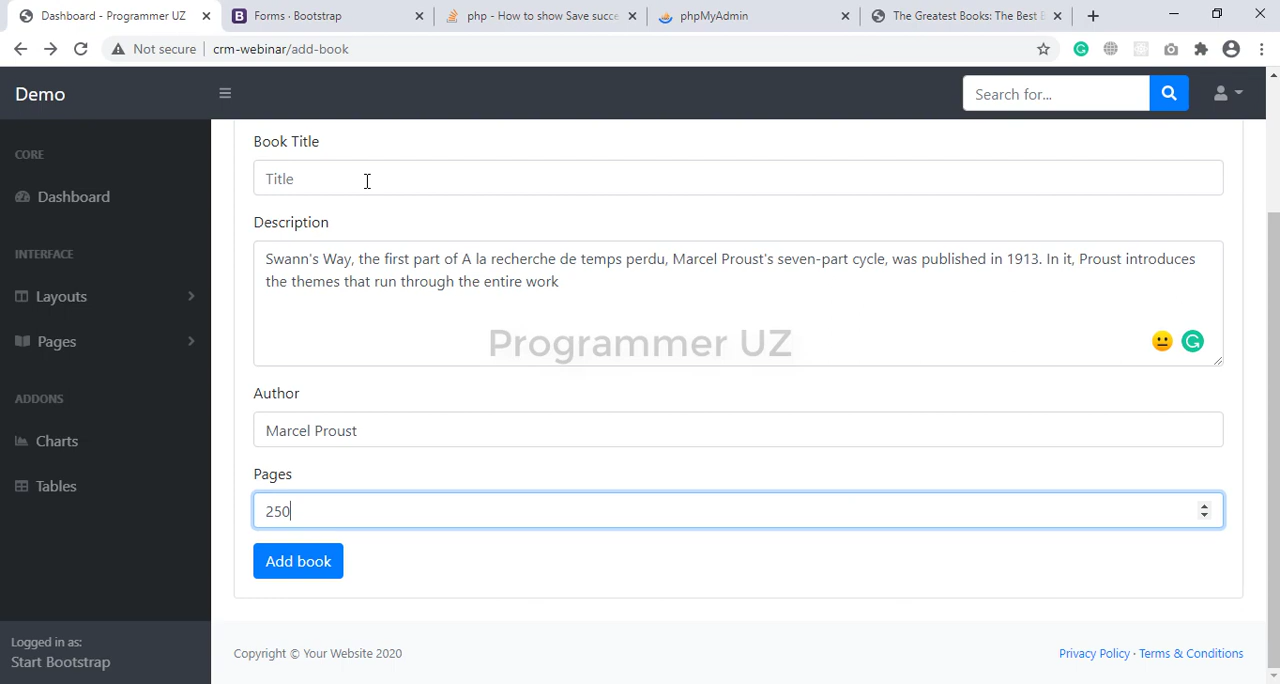 Dashboard - Programmer UZ
Forms · Bootstrap
php - How to show Save succe
phpMyAdmin
The Greatest Books: The Best B
Not secure
crm-webinar/add-book
Demo
Search for...
CORE
Dashboard
INTERFACE
Layouts
Pages
ADDONS
Charts
Tables
Logged in as:
Start Bootstrap
Book Title
Title
Description
Swann's Way, the first part of A la recherche de temps perdu, Marcel Proust's seven-part cycle, was published in 1913. In it, Proust introduces
the themes that run through the entire work
Programmer UZ
Author
Marcel Proust
Pages
250
Add book
Copyright © Your Website 2020
Privacy Policy · Terms & Conditions